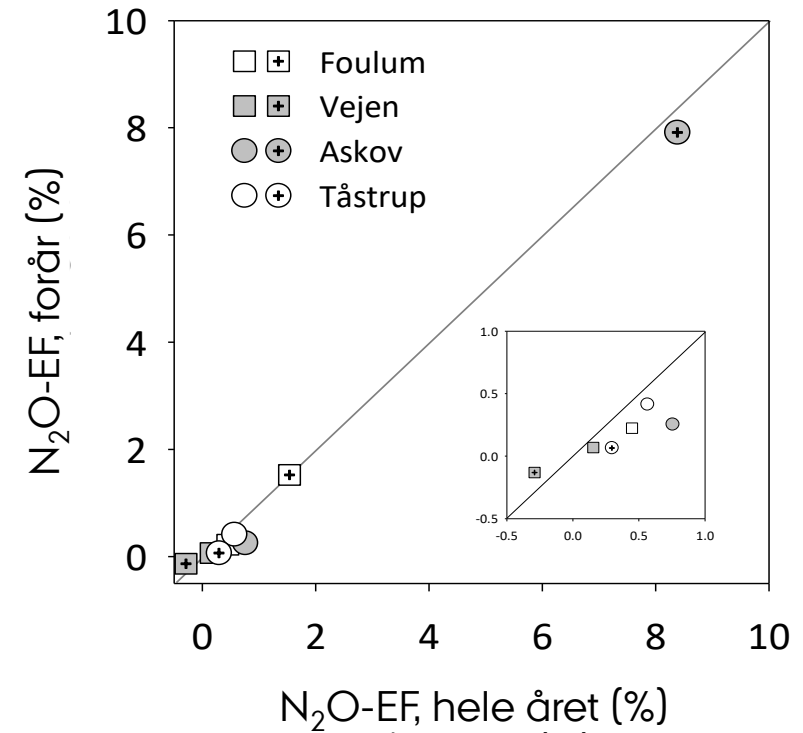 10
8
6
4
2
0
N₂O-EF, forår (%)
Foulum
Vejen
Askov
Tåstrup
1.0
0.5
0.0
-0.5
-0.5 0.0 0.5 1.0
0 2 4 6 8 10
N₂O-EF, hele året (%)